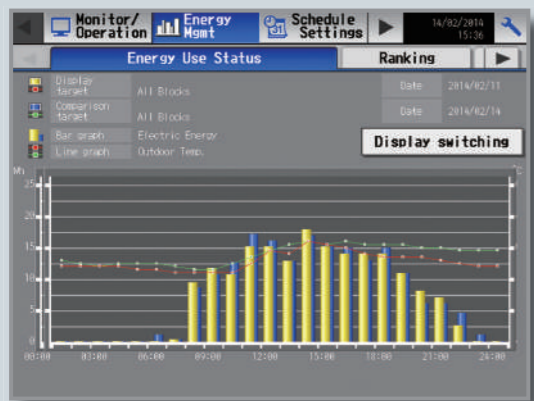 Monitor/ Operation
Energy Mgmt
Schedule Settings
14/02/2014
15:36
Energy Use Status
Ranking
Display target
All Blocks
Date 2014/02/11
Comparison target
All Blocks
Date 2014/02/14
Bar graph
Electric Energy
Line graph
Outdoor Temp.
Display switching
Mh
°C
25
20
15
10
5
0
00:00 03:00 06:00 09:00 12:00 15:00 18:00 21:00 24:00